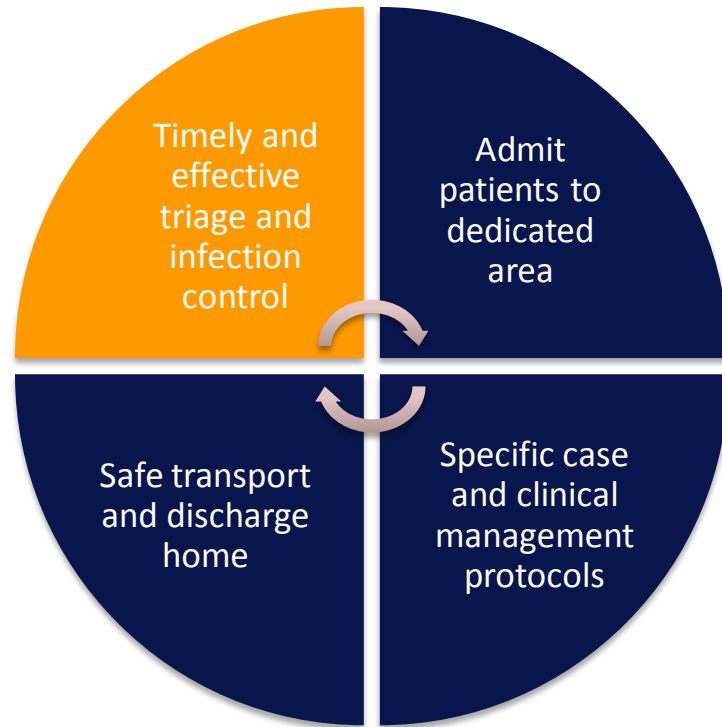 Timely and
effective
triage and
infection
control
Admit
patients to
dedicated
area
Safe transport
and discharge
home
Specific case
and clinical
management
protocols